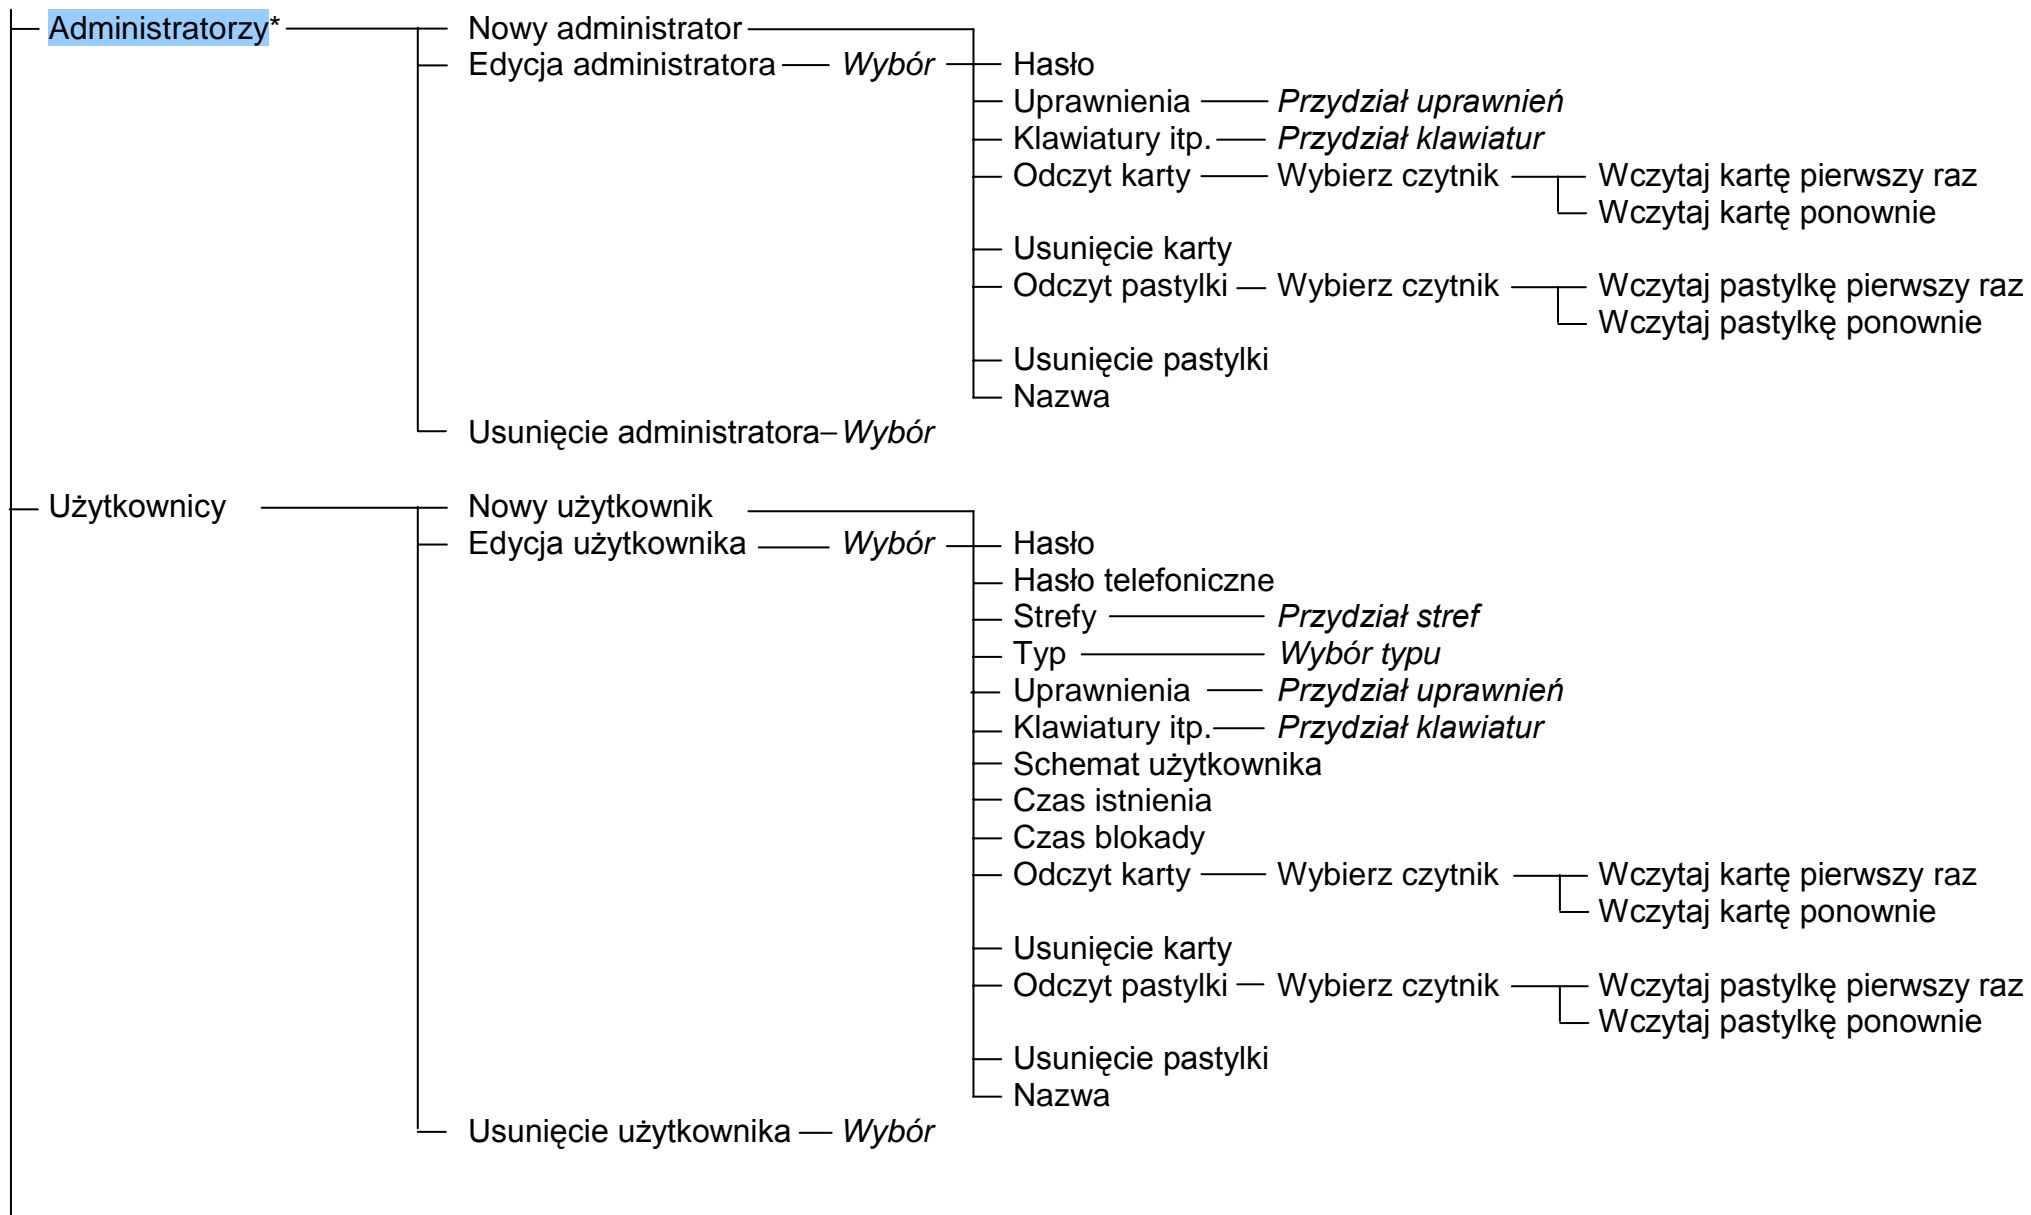 Administratorzy* Nowy administrator
Edycja administratora Wybór Hasło
Uprawnienia Przydział uprawnień
Klawiatury itp. Przydział klawiatur
Odczyt karty Wybierz czytnik Wczytaj kartę pierwszy raz
Wczytaj kartę ponownie
Usunięcie karty
Odczyt pastylki Wybierz czytnik Wczytaj pastylkę pierwszy raz
Wczytaj pastylkę ponownie
Usunięcie pastylki
Nazwa
Usunięcie administratora Wybór
Użytkownicy Nowy użytkownik
Edycja użytkownika Wybór Hasło
Hasło telefoniczne
Strefy Przydział stref
Typ Wybór typu
Uprawnienia Przydział uprawnień
Klawiatury itp. Przydział klawiatur
Schemat użytkownika
Czas istnienia
Czas blokady
Odczyt karty Wybierz czytnik Wczytaj kartę pierwszy raz
Wczytaj kartę ponownie
Usunięcie karty
Odczyt pastylki Wybierz czytnik Wczytaj pastylkę pierwszy raz
Wczytaj pastylkę ponownie
Usunięcie pastylki
Nazwa
Usunięcie użytkownika Wybór